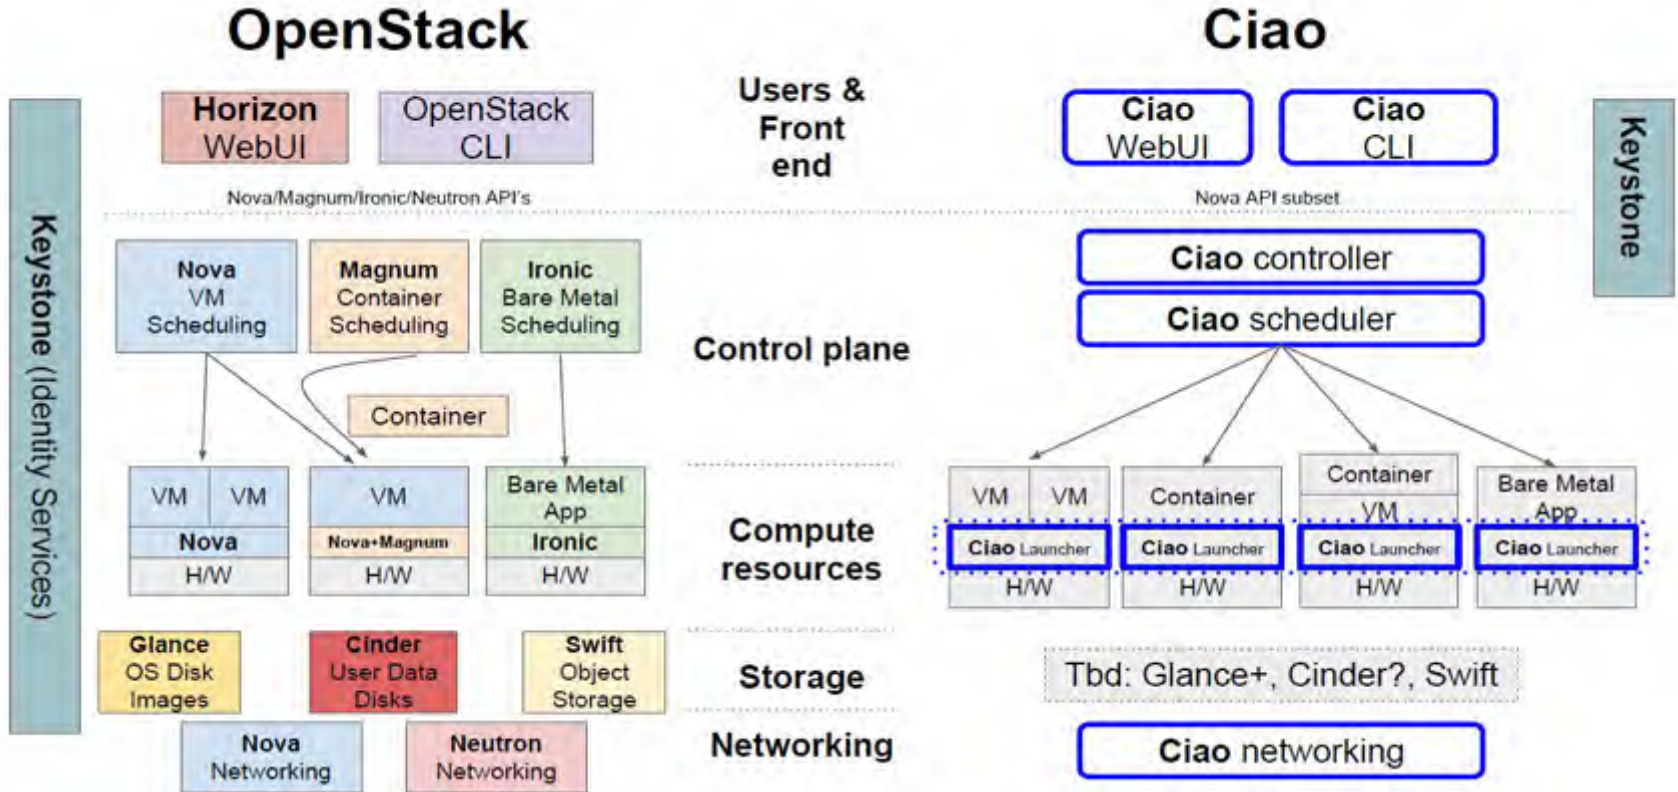 OpenStack
Ciao
Horizon
WebUI
OpenStack
CLI
Users &
Front
end
Ciao
WebUI
Ciao
CLI
Keystone
Keystone (Identity Services)
Nova/Magnum/Ironic/Neutron API's
Nova API subset
Nova
VM
Scheduling
Magnum
Container
Scheduling
Ironic
Bare Metal
Scheduling
Control plane
Ciao controller
Ciao scheduler
Container
VM
VM
Nova
H/W
VM
Nova+Magnum
H/W
Bare Metal
App
Ironic
H/W
Compute
resources
VM
VM
Ciao Launcher
H/W
Container
Ciao Launcher
H/W
Container
VM
Ciao Launcher
H/W
Bare Metal
App
Ciao Launcher
H/W
Glance
OS Disk
Images
Cinder
User Data
Disks
Swift
Object
Storage
Storage
Tbd: Glance+, Cinder?, Swift
Nova
Networking
Neutron
Networking
Networking
Ciao networking